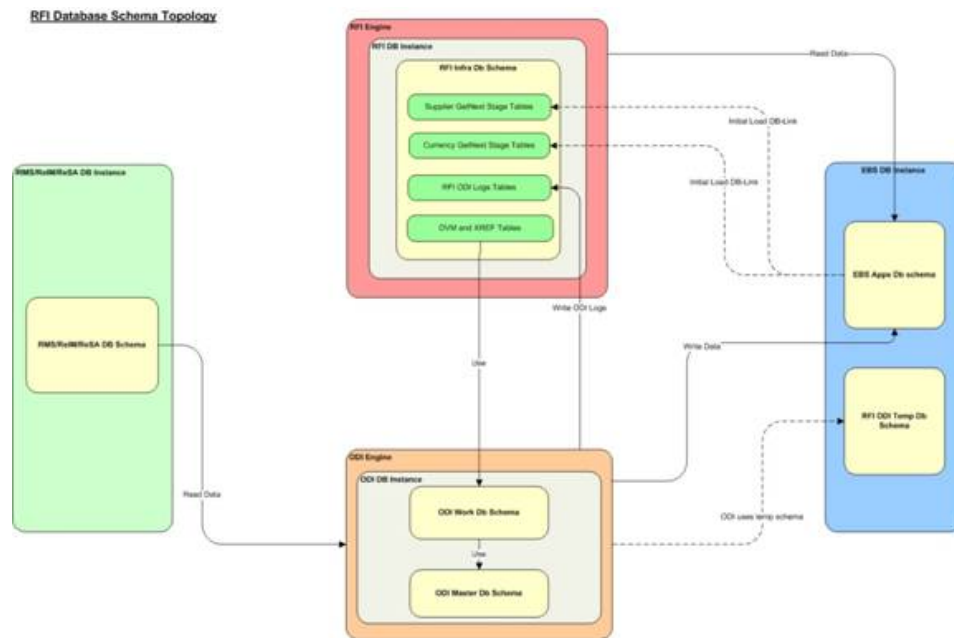 RFI Database Schema Topology
RFI Engine
RFI DB Instance
RFI Infra Db Schema
Supplier GetNext Stage Tables
Currency GetNext Stage Tables
RFI ODI Logs Tables
DVM and XREF Tables
Read Data
Initial Load DB-Link
Initial Load DB-Link
RMS/ReIM/ReSA DB Instance
RMS/ReIM/ReSA DB Schema
EBS DB Instance
EBS Apps Db schema
RFI ODI Temp Db
Schema
Write ODI Logs
Use
Write Data
Read Data
ODI Engine
ODI DB Instance
ODI Work Db Schema
Use
ODI Master Db Schema
ODI uses temp schema